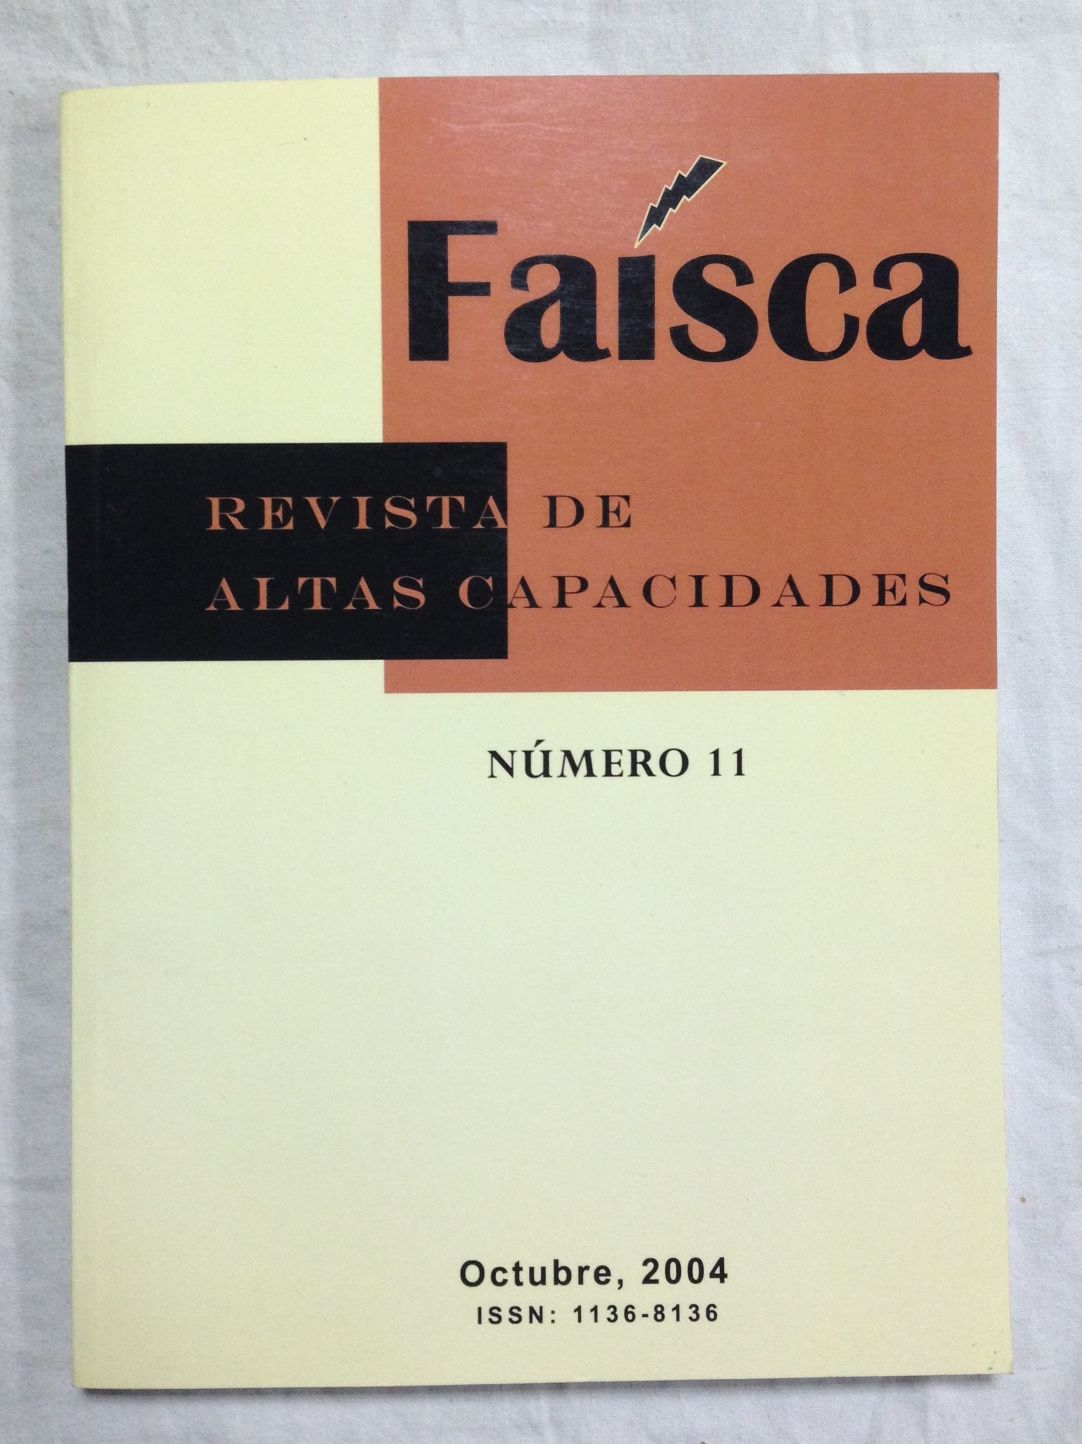 Faísca
REVISTA DE
ALTAS CAPACIDADES
NÚMERO 11
Octubre, 2004
ISSN: 1136-8136